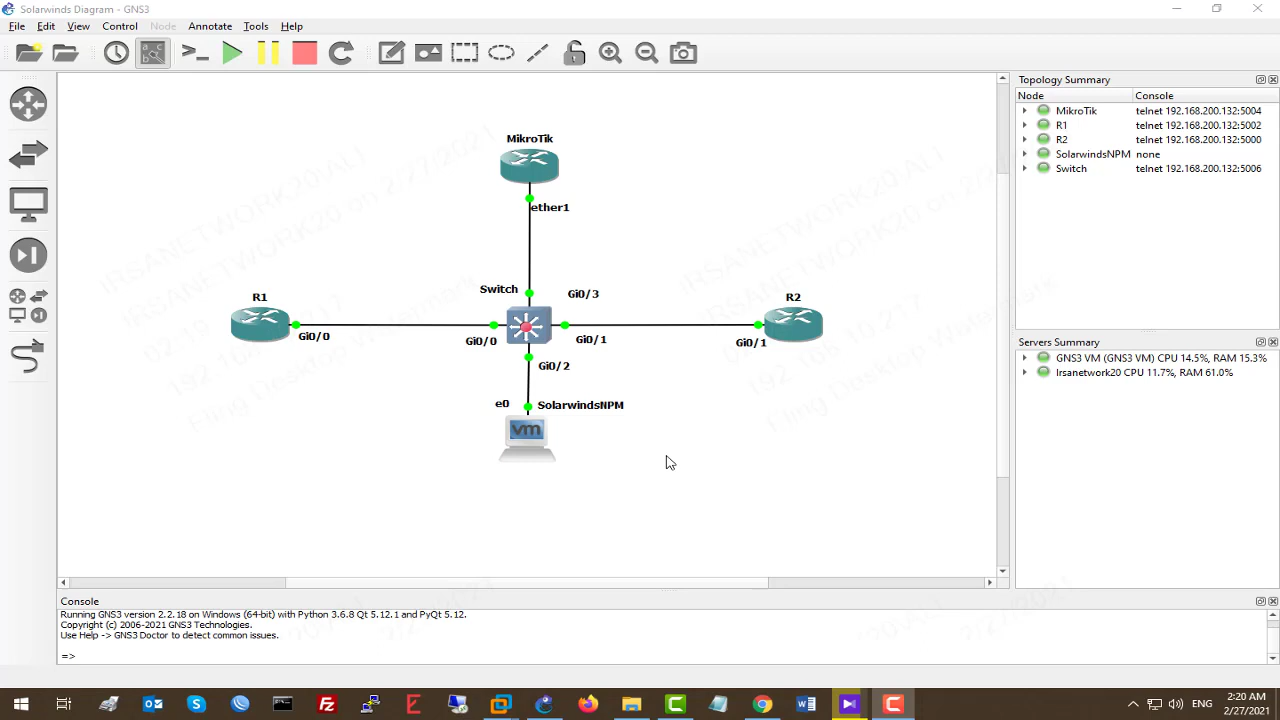 Solarwinds Diagram - GNS3
File Edit View Control Node Annotate Tools Help
Topology Summary
Node Console
MikroTik telnet 192.168.200.132:5004
R1 telnet 192.168.200.132:5002
R2 telnet 192.168.200.132:5000
SolarwindsNPM none
Switch telnet 192.168.200.132:5006
MikroTik
ether1
Switch Gi0/3
R1
R2
Gi0/0
Gi0/0
Gi0/1
Gi0/1
Gi0/2
e0 SolarwindsNPM
vm
Servers Summary
GNS3 VM (GNS3 VM) CPU 14.5%, RAM 15.3%
Irsanetwork20 CPU 11.7%, RAM 61.0%
Console
Running GNS3 version 2.2.18 on Windows (64-bit) with Python 3.6.8 Qt 5.12.1 and PyQt 5.12.
Copyright (c) 2006-2021 GNS3 Technologies.
Use Help -> GNS3 Doctor to detect common issues.
=>
2:20 AM
2/27/2021